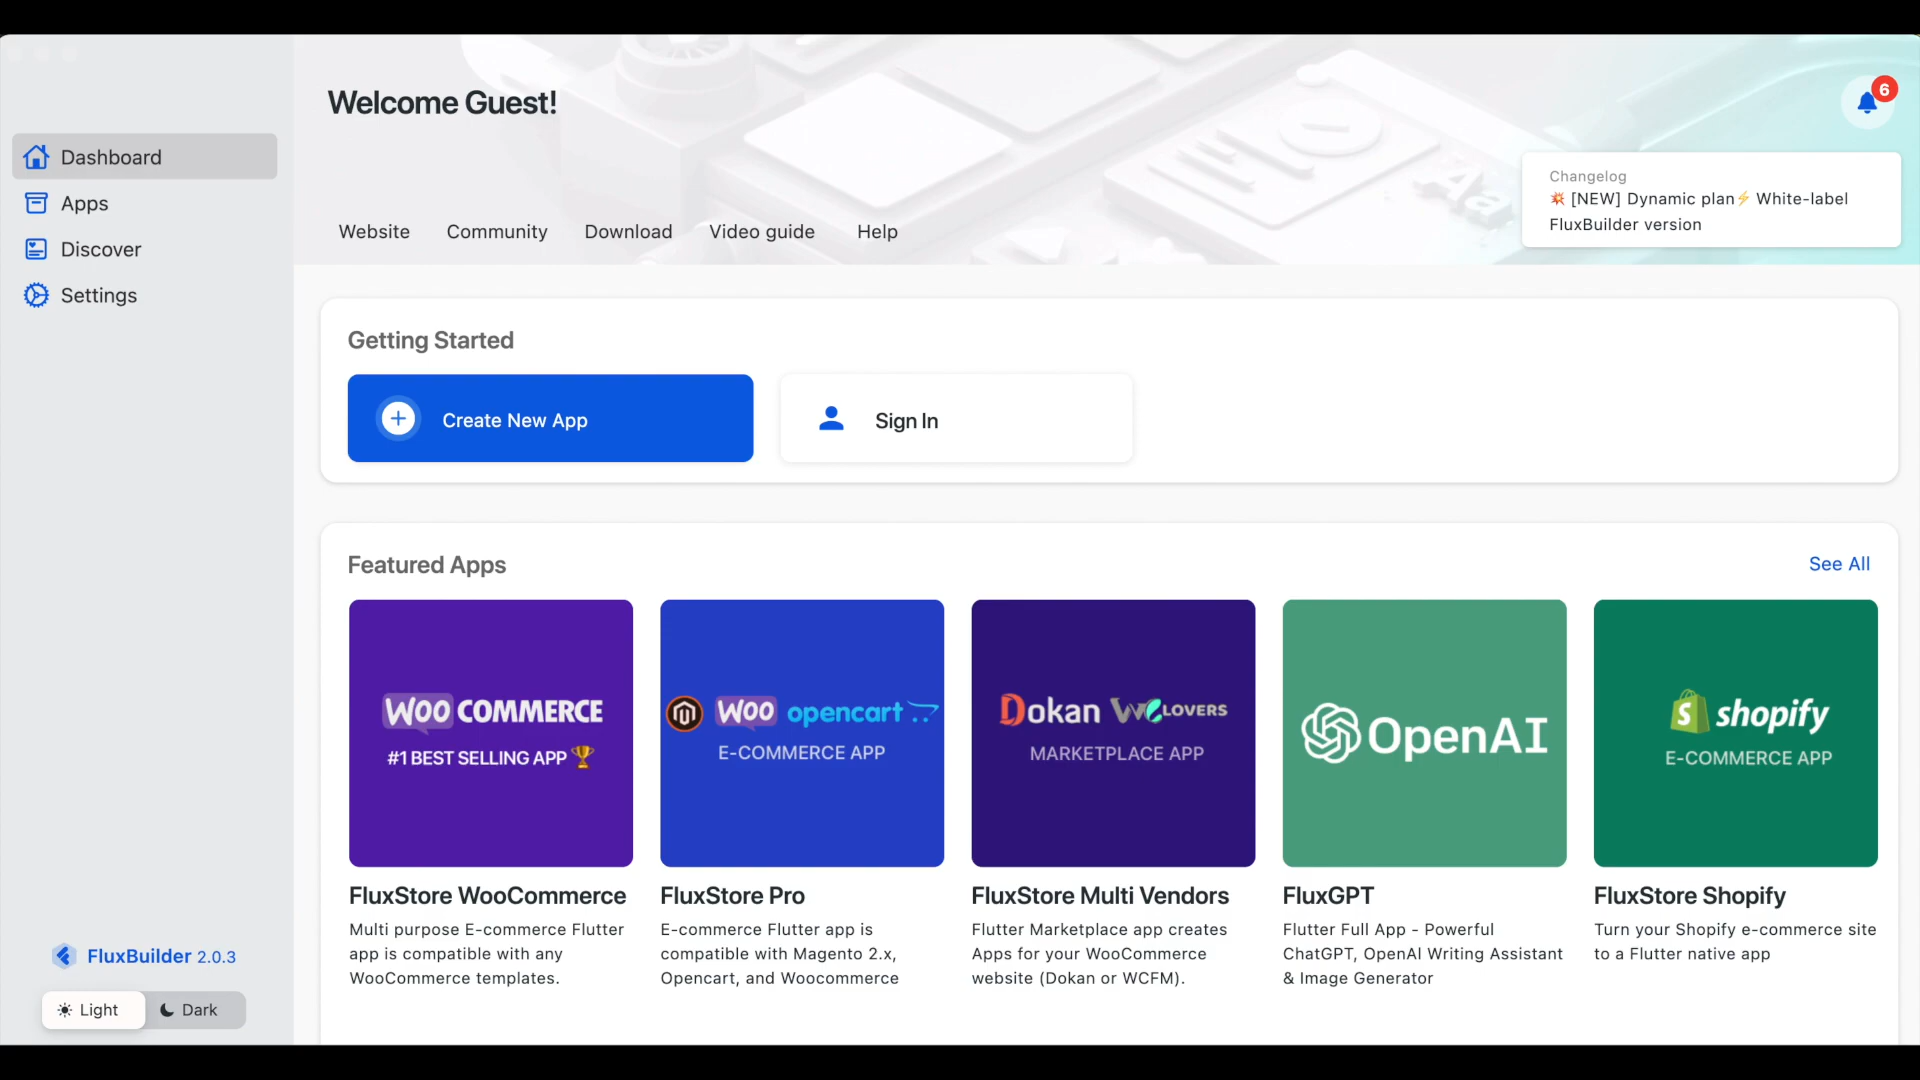 Welcome Guest!
6
Dashboard
Apps
Discover
Settings
Changelog
💥 [NEW] Dynamic plan⚡ White-label
FluxBuilder version
Website
Community
Download
Video guide
Help
Getting Started
Create New App
Sign In
Featured Apps
See All
WOO COMMERCE
#1 BEST SELLING APP 🏆
WOO opencart
E-COMMERCE APP
Dokan WCLOVERS
MARKETPLACE APP
OpenAI
shopify
E-COMMERCE APP
FluxStore WooCommerce
Multi purpose E-commerce Flutter
app is compatible with any
WooCommerce templates.
FluxStore Pro
E-commerce Flutter app is
compatible with Magento 2.x,
Opencart, and Woocommerce
FluxStore Multi Vendors
Flutter Marketplace app creates
Apps for your WooCommerce
website (Dokan or WCFM).
FluxGPT
Flutter Full App - Powerful
ChatGPT, OpenAI Writing Assistant
& Image Generator
FluxStore Shopify
Turn your Shopify e-commerce site
to a Flutter native app
FluxBuilder 2.0.3
Light
Dark